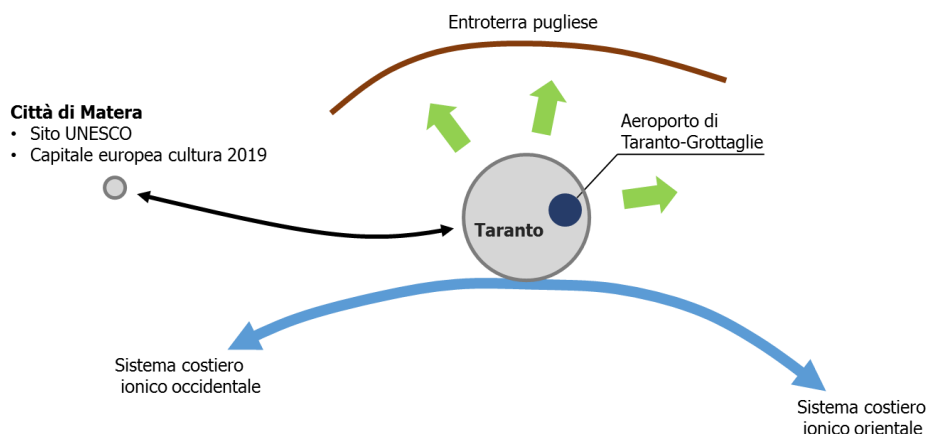 Entroterra pugliese
Città di Matera
• Sito UNESCO
• Capitale europea cultura 2019
Aeroporto di
Taranto-Grottaglie
Taranto
Sistema costiero
ionico occidentale
Sistema costiero
ionico orientale